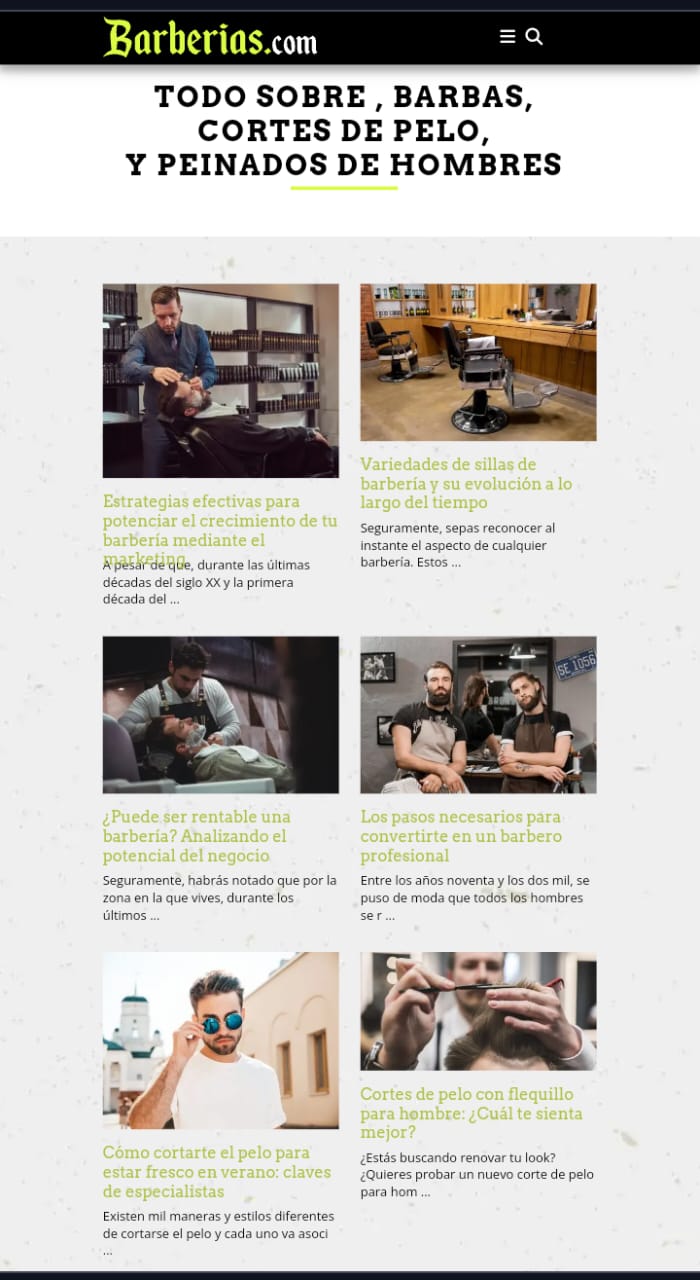 Barberias.com
TODO SOBRE , BARBAS,
CORTES DE PELO,
Y PEINADOS DE HOMBRES
Estrategias efectivas para
potenciar el crecimiento de tu
barbería mediante el
marketing
A pesar de que, durante las últimas
décadas del siglo XX y la primera
década del ...
Variedades de sillas de
barbería y su evolución a lo
largo del tiempo
Seguramente, sepas reconocer al
instante el aspecto de cualquier
barbería. Estos ...
SE 1056
¿Puede ser rentable una
barbería? Analizando el
potencial del negocio
Seguramente, habrás notado que por la
zona en la que vives, durante los
últimos ...
Los pasos necesarios para
convertirte en un barbero
profesional
Entre los años noventa y los dos mil, se
puso de moda que todos los hombres
se r ...
Cómo cortarte el pelo para
estar fresco en verano: claves
de especialistas
Existen mil maneras y estilos diferentes
de cortarse el pelo y cada uno va asoci
...
Cortes de pelo con flequillo
para hombre: ¿Cuál te sienta
mejor?
¿Estás buscando renovar tu look?
¿Quieres probar un nuevo corte de pelo
para hom ...